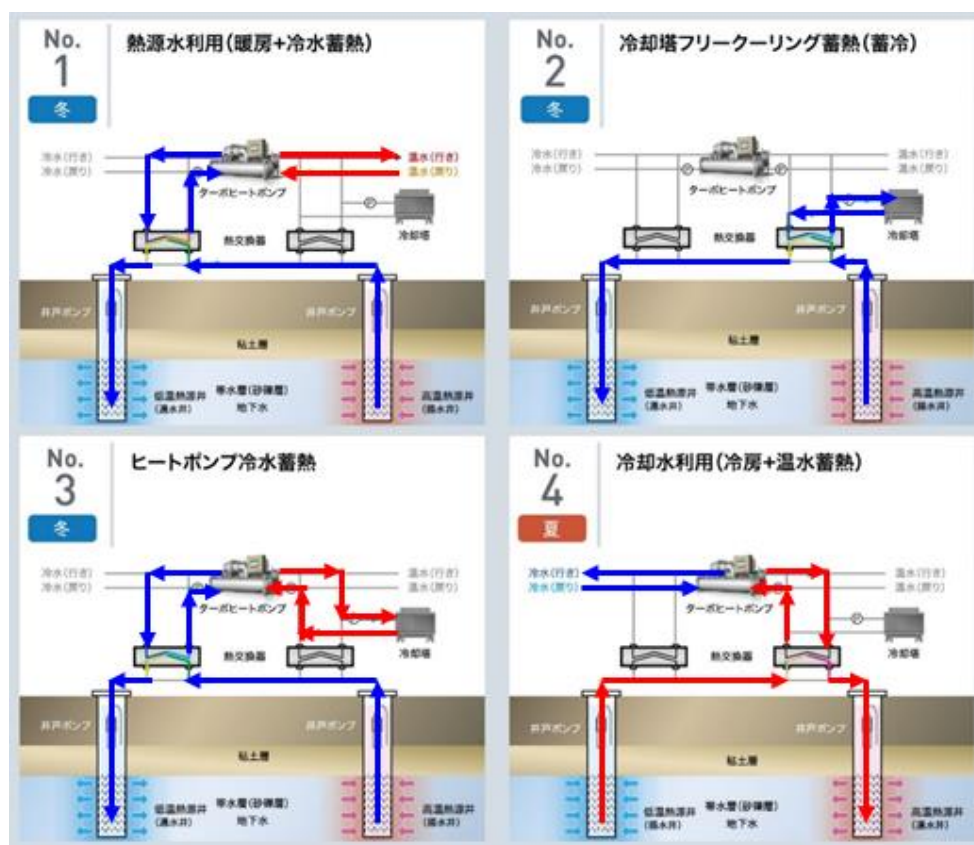 No.
1
冬
熱源水利用(暖房+冷水蓄熱)
冷水(行き)
冷水(戻り)
温水(行き)
温水(戻り)
ターボヒートポンプ
P
熱交換器
冷却塔
井戸ポンプ
井戸ポンプ
粘土層
低温熱源井
(還水井)
帯水層(砂礫層)
地下水
高温熱源井
(揚水井)
No.
2
冬
冷却塔フリークーリング蓄熱(蓄冷)
冷水(行き)
冷水(戻り)
温水(行き)
温水(戻り)
P
P
ターボヒートポンプ
P
熱交換器
冷却塔
井戸ポンプ
井戸ポンプ
粘土層
低温熱源井
(還水井)
帯水層(砂礫層)
地下水
高温熱源井
(揚水井)
No.
3
冬
ヒートポンプ冷水蓄熱
冷水(行き)
冷水(戻り)
温水(行き)
温水(戻り)
ターボヒートポンプ
熱交換器
冷却塔
井戸ポンプ
井戸ポンプ
粘土層
低温熱源井
(還水井)
帯水層(砂礫層)
地下水
高温熱源井
(揚水井)
No.
4
夏
冷却水利用(冷房+温水蓄熱)
冷水(行き)
冷水(戻り)
温水(行き)
温水(戻り)
ターボヒートポンプ
P
熱交換器
冷却塔
井戸ポンプ
井戸ポンプ
粘土層
低温熱源井
(揚水井)
帯水層(砂礫層)
地下水
高温熱源井
(還水井)